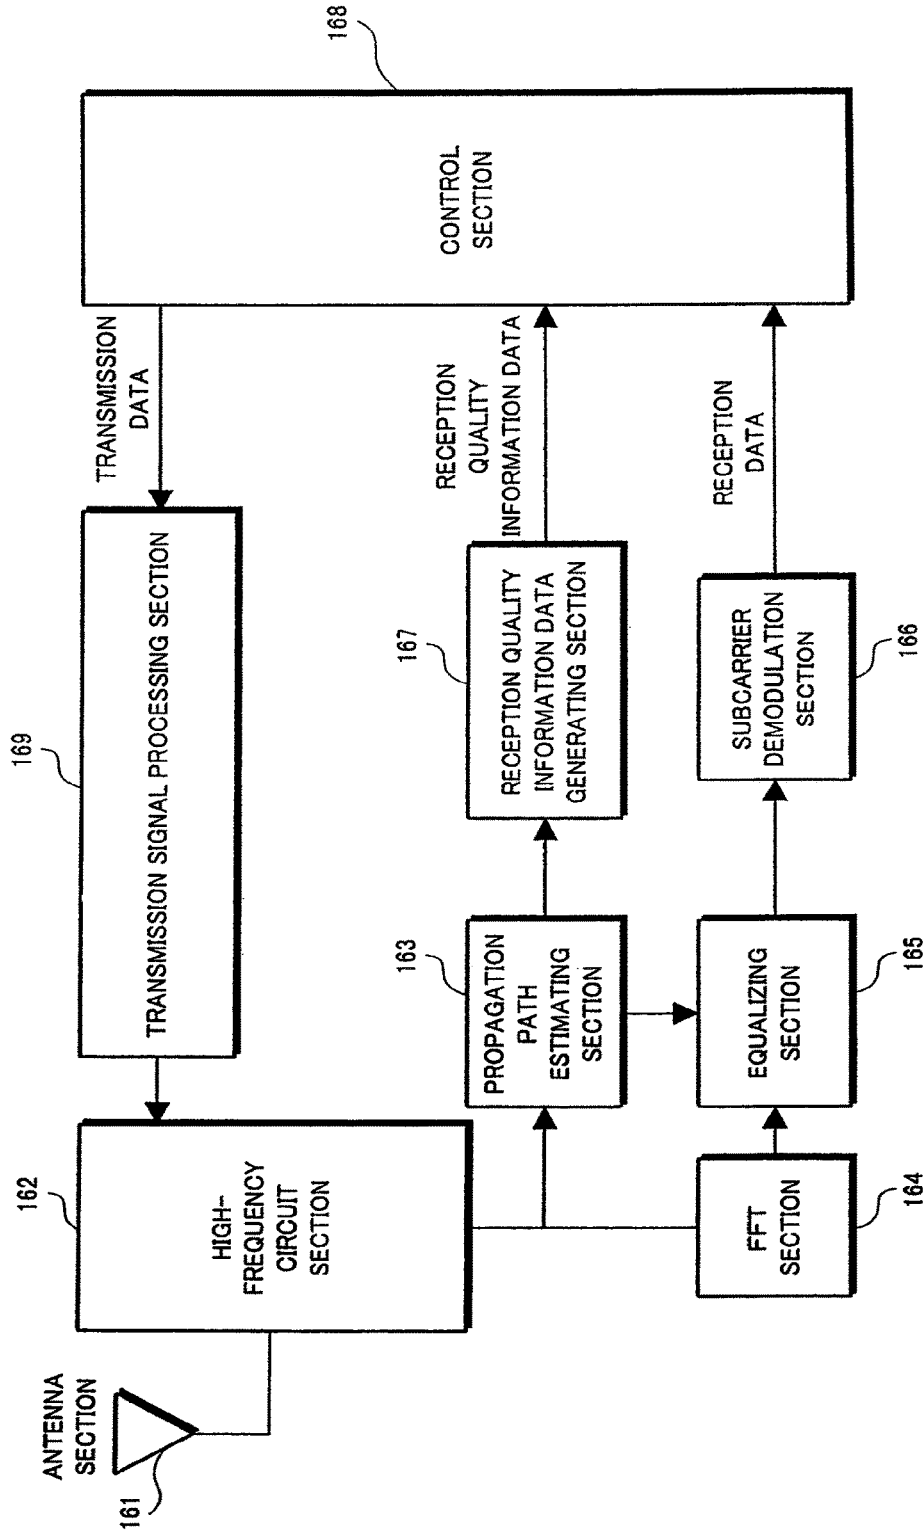 ANTENNA
SECTION
161
162
HIGH-
FREQUENCY
CIRCUIT
SECTION
169
TRANSMISSION SIGNAL PROCESSING SECTION
TRANSMISSION
DATA
168
CONTROL
SECTION
163
PROPAGATION
PATH
ESTIMATING
SECTION
167
RECEPTION QUALITY
INFORMATION DATA
GENERATING SECTION
RECEPTION
QUALITY
INFORMATION DATA
FFT
SECTION
164
EQUALIZING
SECTION
165
SUBCARRIER
DEMODULATION
SECTION
166
RECEPTION
DATA